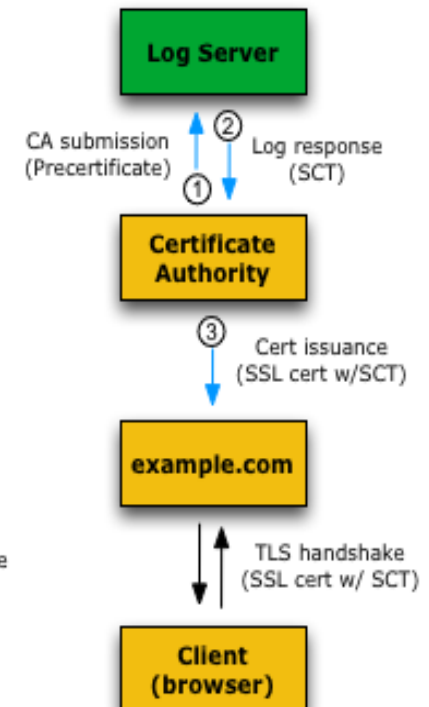 Log Server
CA submission
(Precertificate)
1
2
Log response
(SCT)
Certificate
Authority
3
Cert issuance
(SSL cert w/SCT)
example.com
e
TLS handshake
(SSL cert w/ SCT)
Client
(browser)